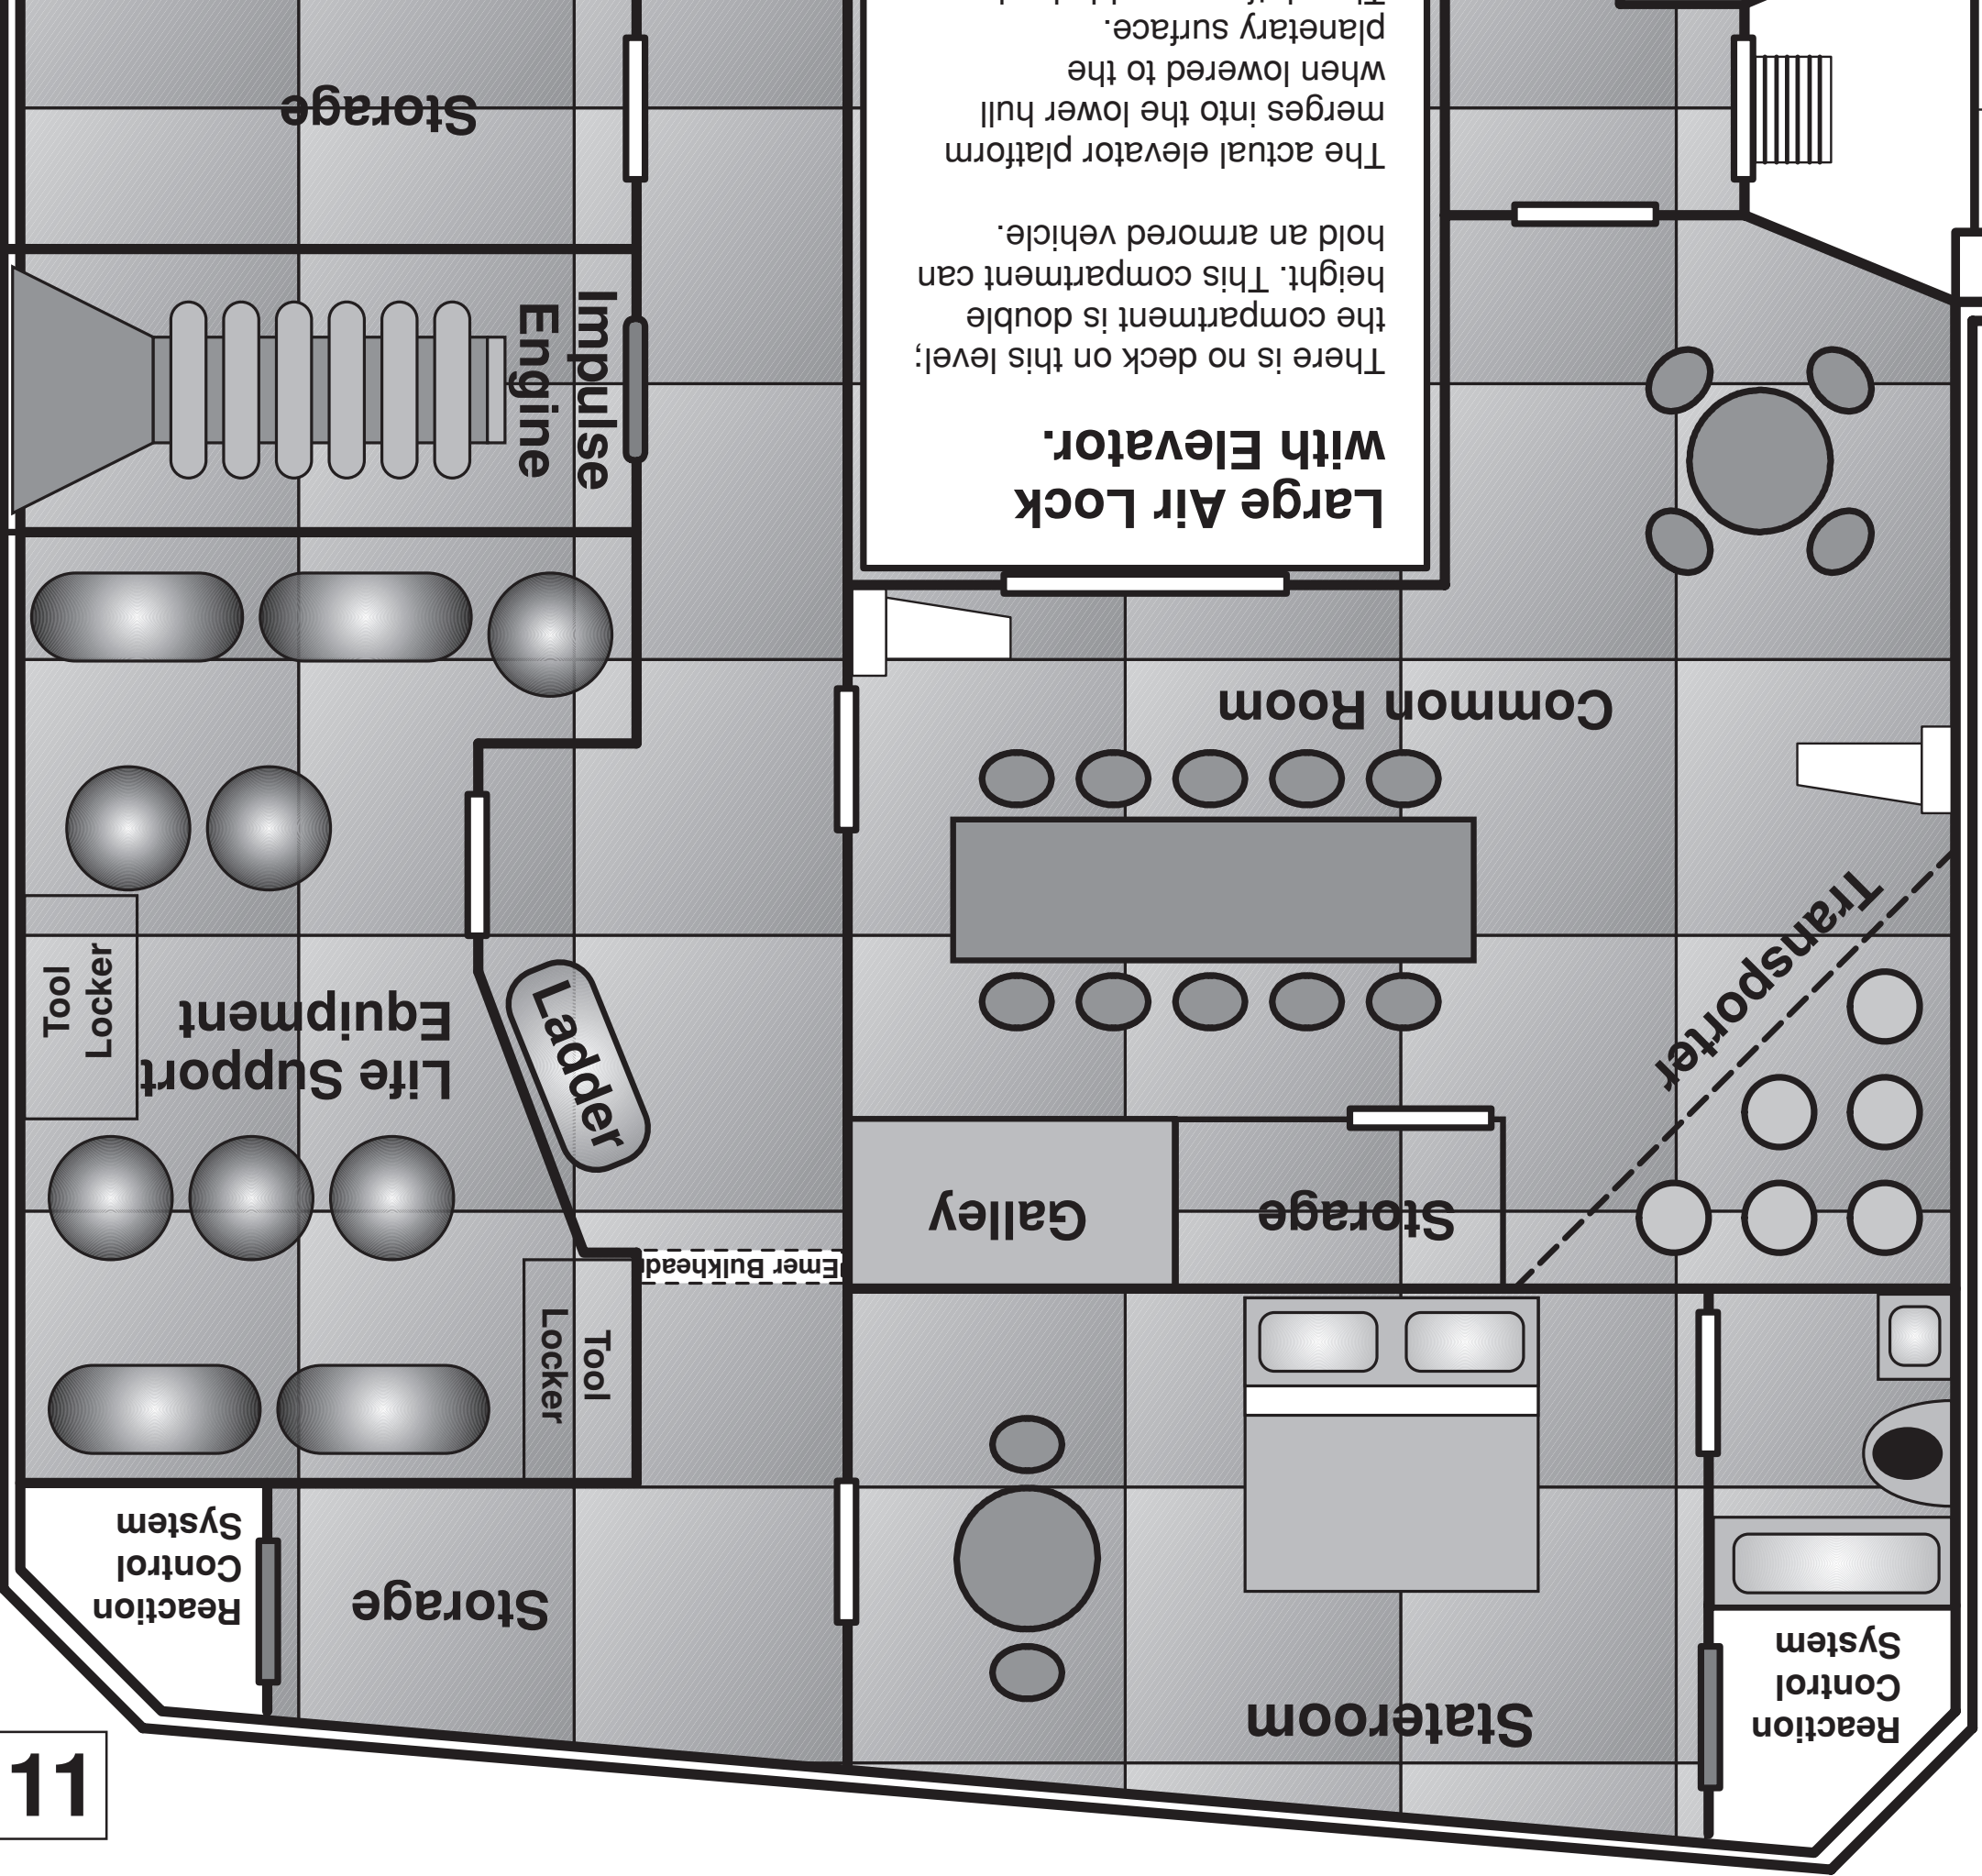 Reaction
Control
System
Stateroom
Storage
Reaction
Control
System
Tool
Locker
Emer Bulkhead
Storage
Galley
Transporter
Ladder
Life Support
Equipment
Tool
Locker
Common Room
Large Air Lock
with Elevator.
There is no deck on this level;
the compartment is double
height. This compartment can
hold an armored vehicle.
The actual elevator platform
merges into the lower hull
when lowered to the
planetary surface.
Impulse
Engine
Storage
11